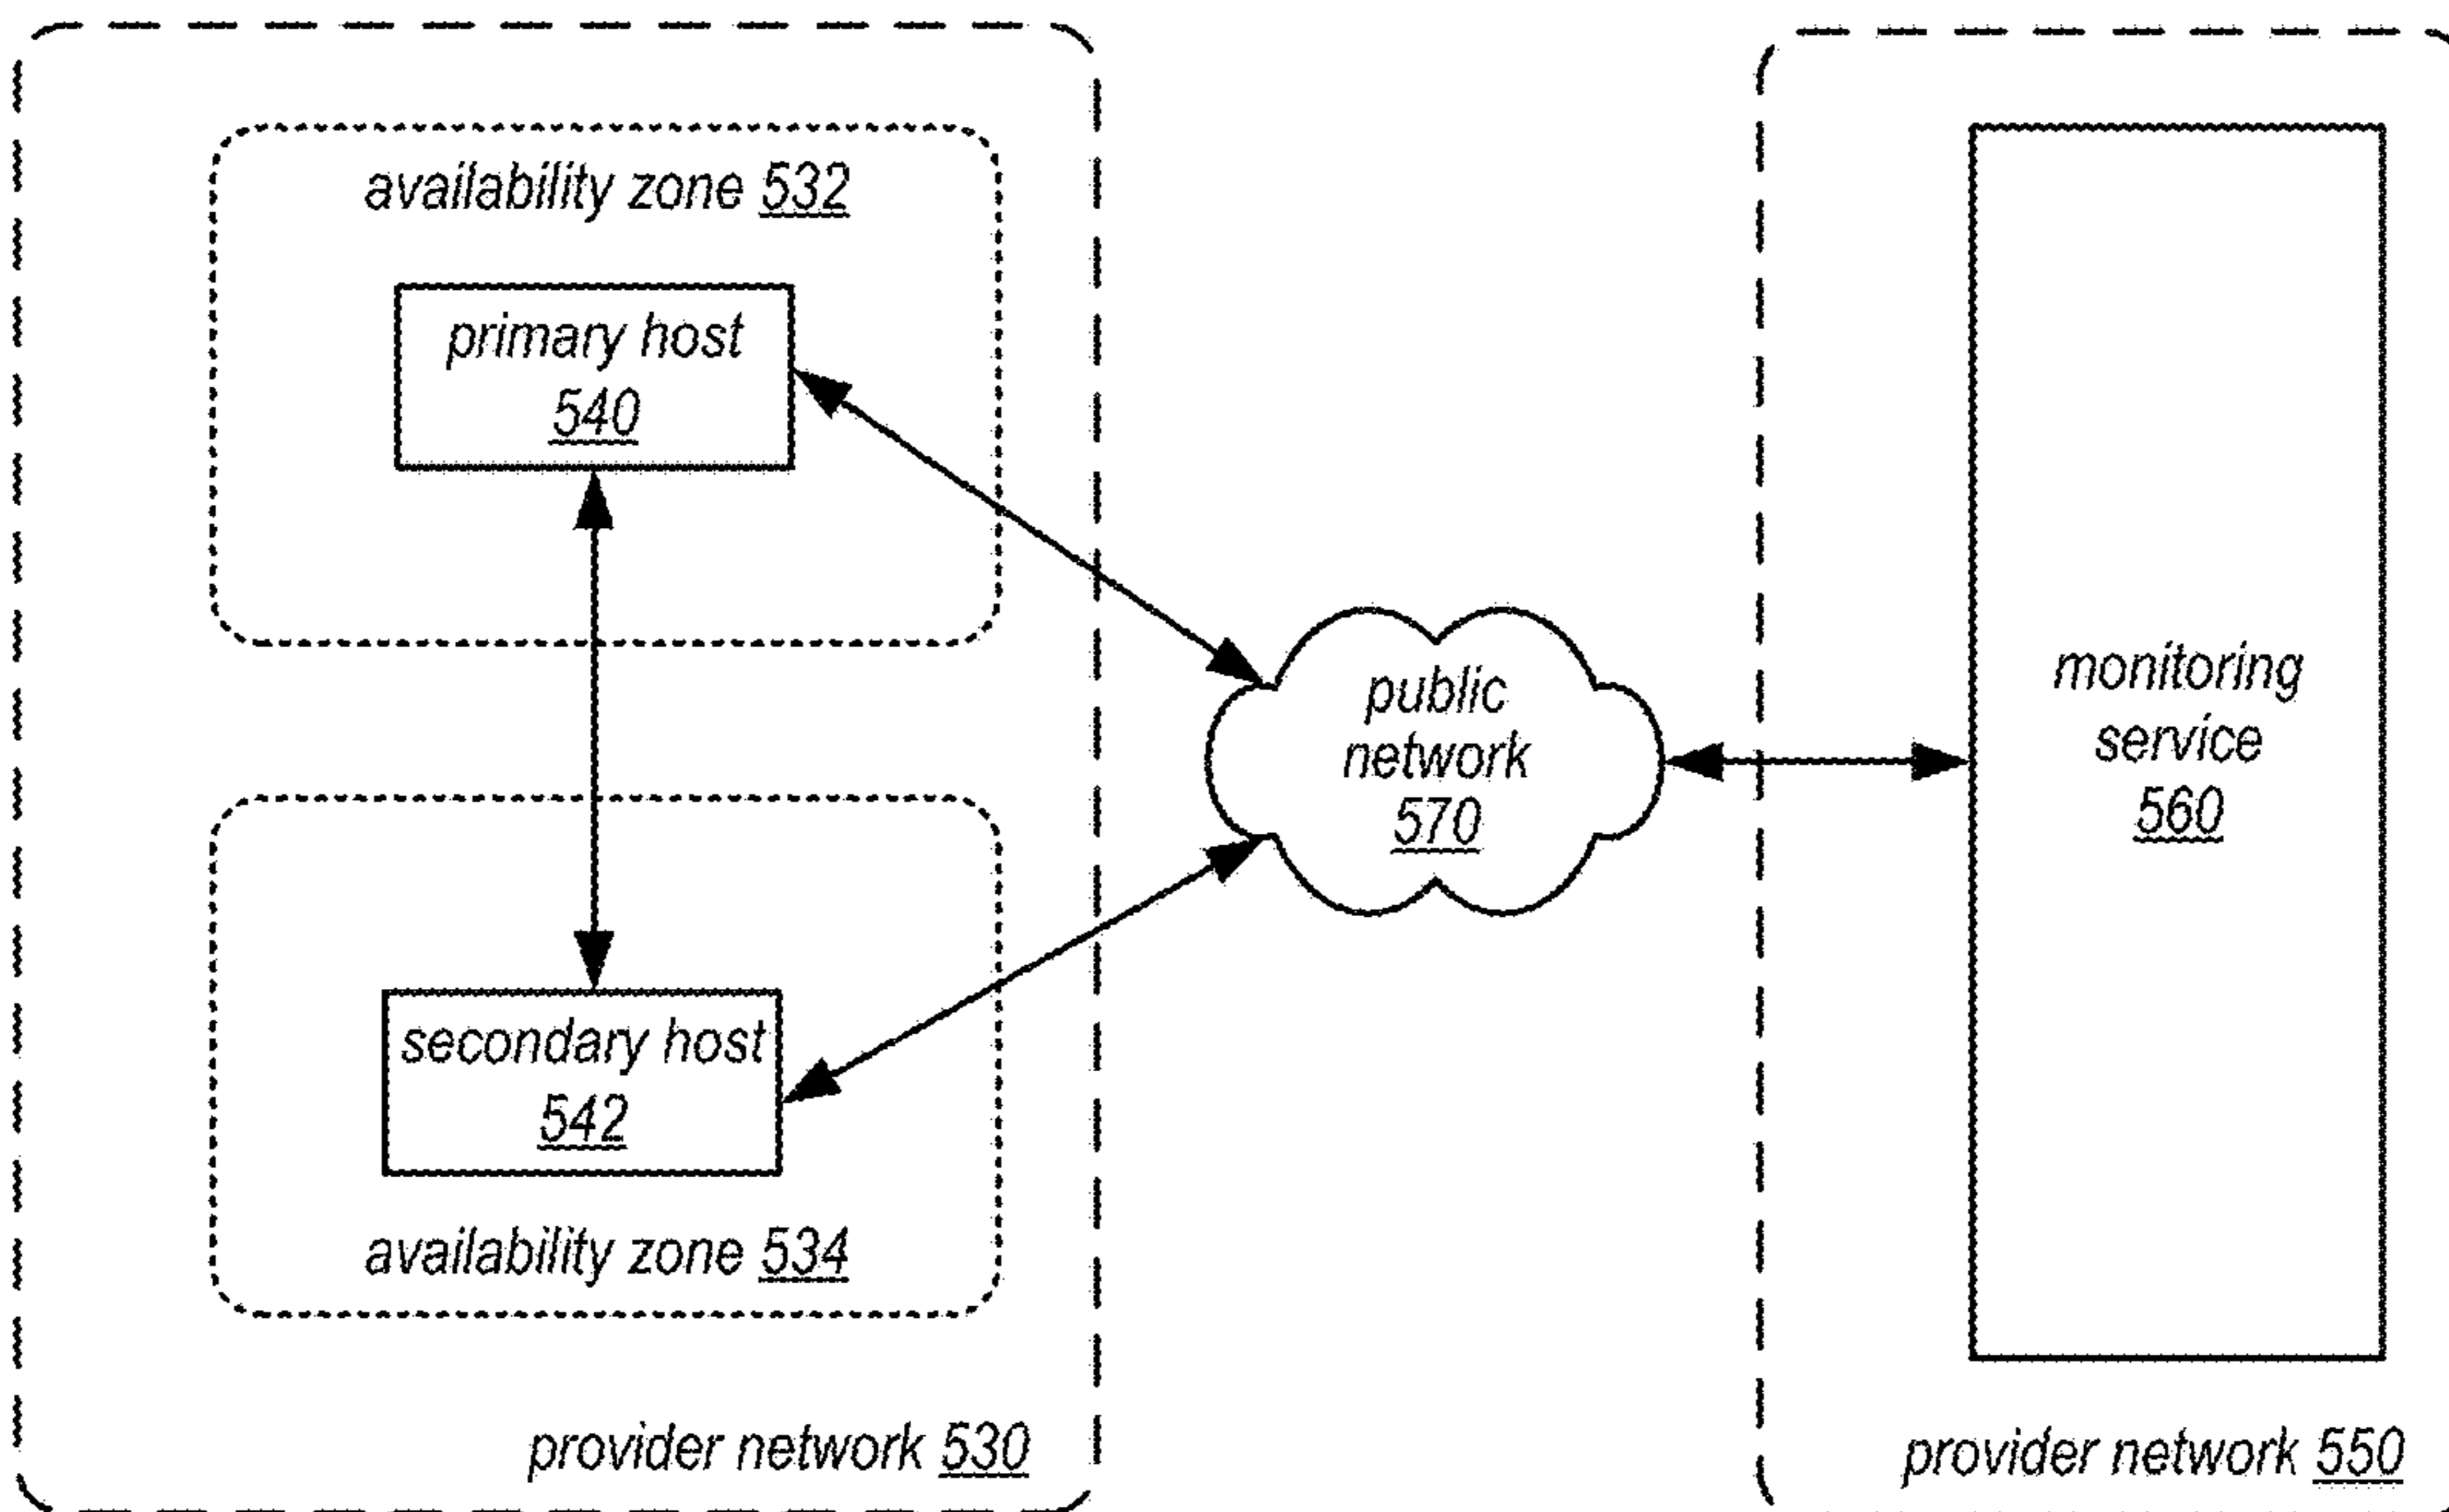 availability zone 532
primary host
540
secondary host
542
availability zone 534
provider network 530
public
network
570
monitoring
service
560
provider network 550